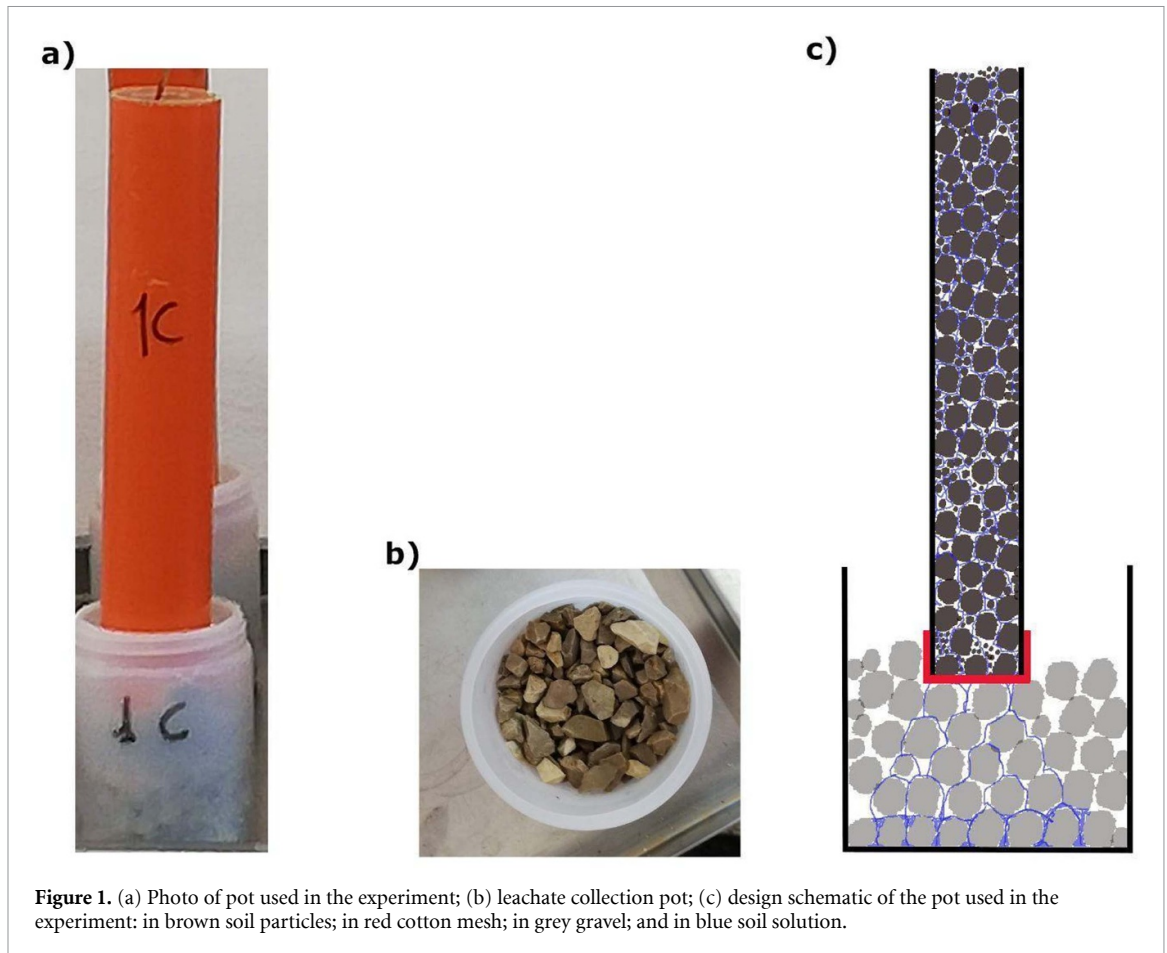 a)
c)
1C
b)
1 C
Figure 1. (a) Photo of pot used in the experiment; (b) leachate collection pot; (c) design schematic of the pot used in the
experiment: in brown soil particles; in red cotton mesh; in grey gravel; and in blue soil solution.